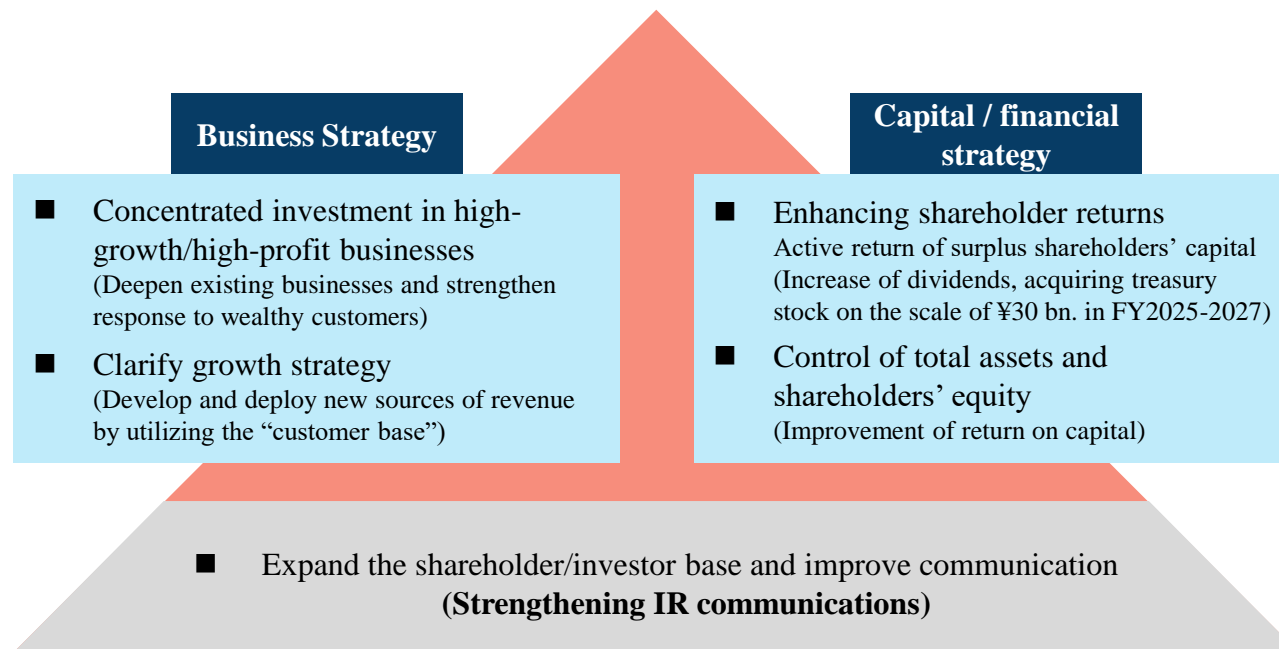 Business Strategy
■ Concentrated investment in high-
growth/high-profit businesses
(Deepen existing businesses and strengthen
response to wealthy customers)
■ Clarify growth strategy
(Develop and deploy new sources of revenue
by utilizing the “customer base”)
Capital / financial
strategy
■ Enhancing shareholder returns
Active return of surplus shareholders’ capital
(Increase of dividends, acquiring treasury
stock on the scale of ¥30 bn. in FY2025-2027)
■ Control of total assets and
shareholders’ equity
(Improvement of return on capital)
■ Expand the shareholder/investor base and improve communication
(Strengthening IR communications)